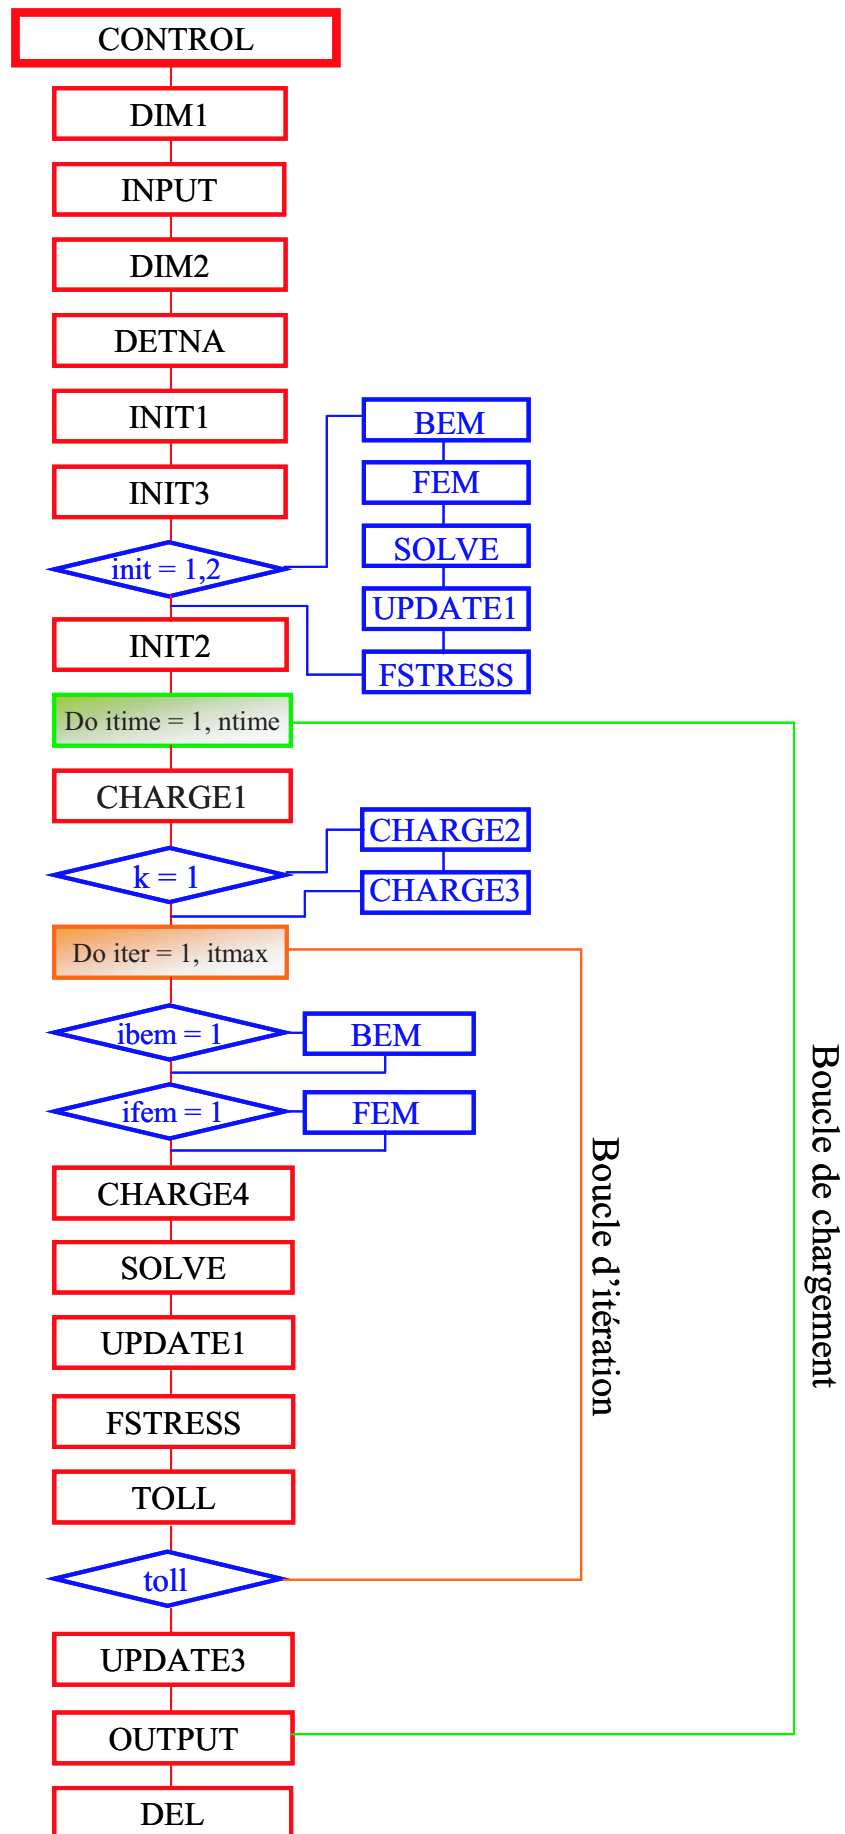 CONTROL
DIM1
INPUT
DIM2
DETNA
INIT1
INIT3
init = 1,2
BEM
FEM
SOLVE
UPDATE1
FSTRESS
INIT2
Do itime = 1, ntime
CHARGE1
k = 1
CHARGE2
CHARGE3
Do iter = 1, itmax
ibem = 1
BEM
ifem = 1
FEM
CHARGE4
SOLVE
UPDATE1
FSTRESS
TOLL
toll
Boucle d'itération
UPDATE3
OUTPUT
Boucle de chargement
DEL